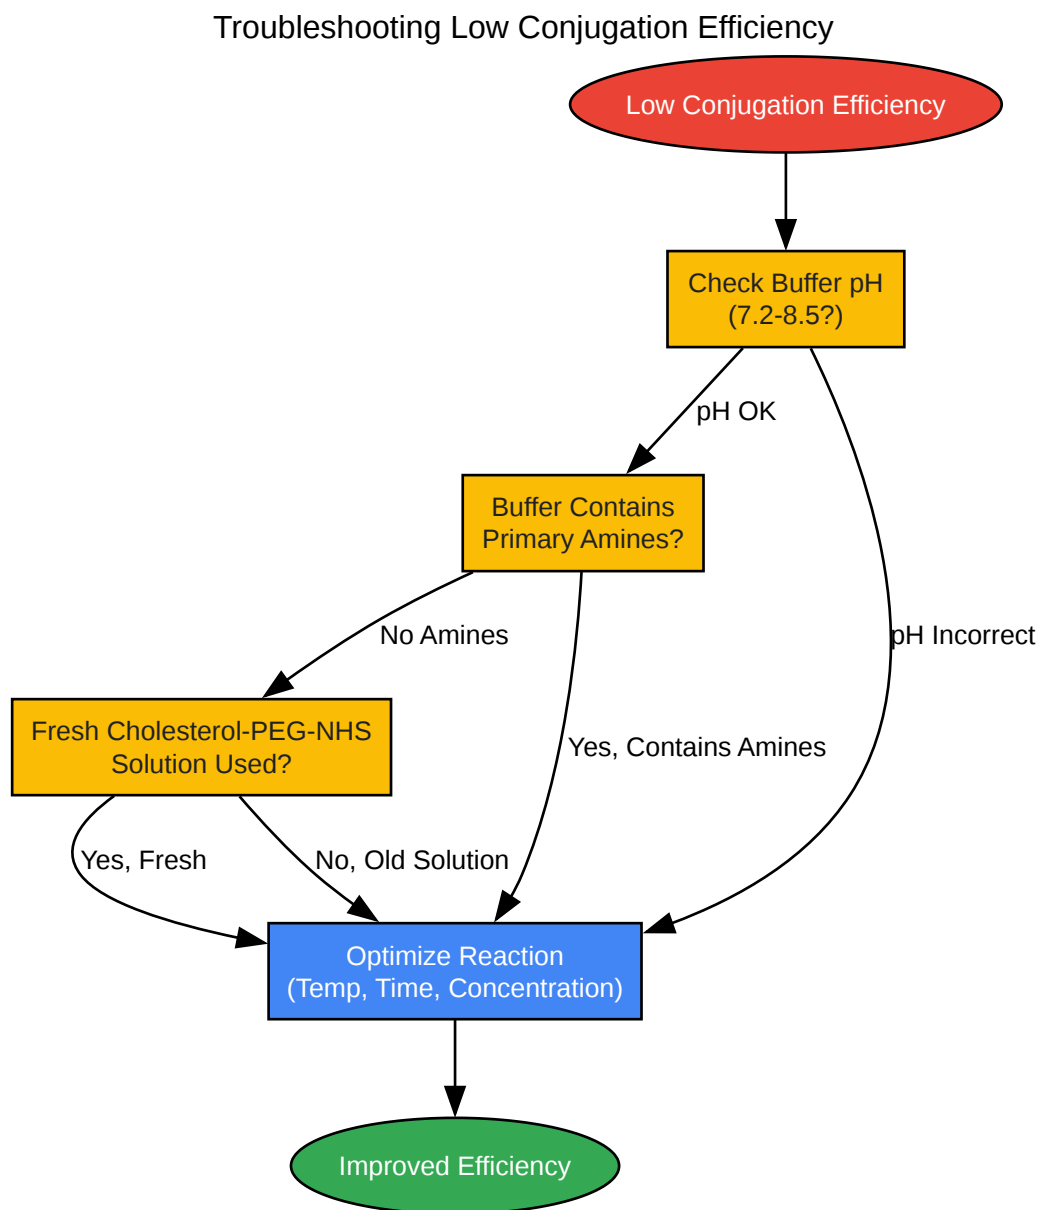 Troubleshooting Low Conjugation Efficiency
Low Conjugation Efficiency
Check Buffer pH
(7.2-8.5?)
pH OK
Buffer Contains
Primary Amines?
No Amines
pH Incorrect
Fresh Cholesterol-PEG-NHS
Solution Used?
Yes, Contains Amines
Yes, Fresh
No, Old Solution
Optimize Reaction
(Temp, Time, Concentration)
Improved Efficiency